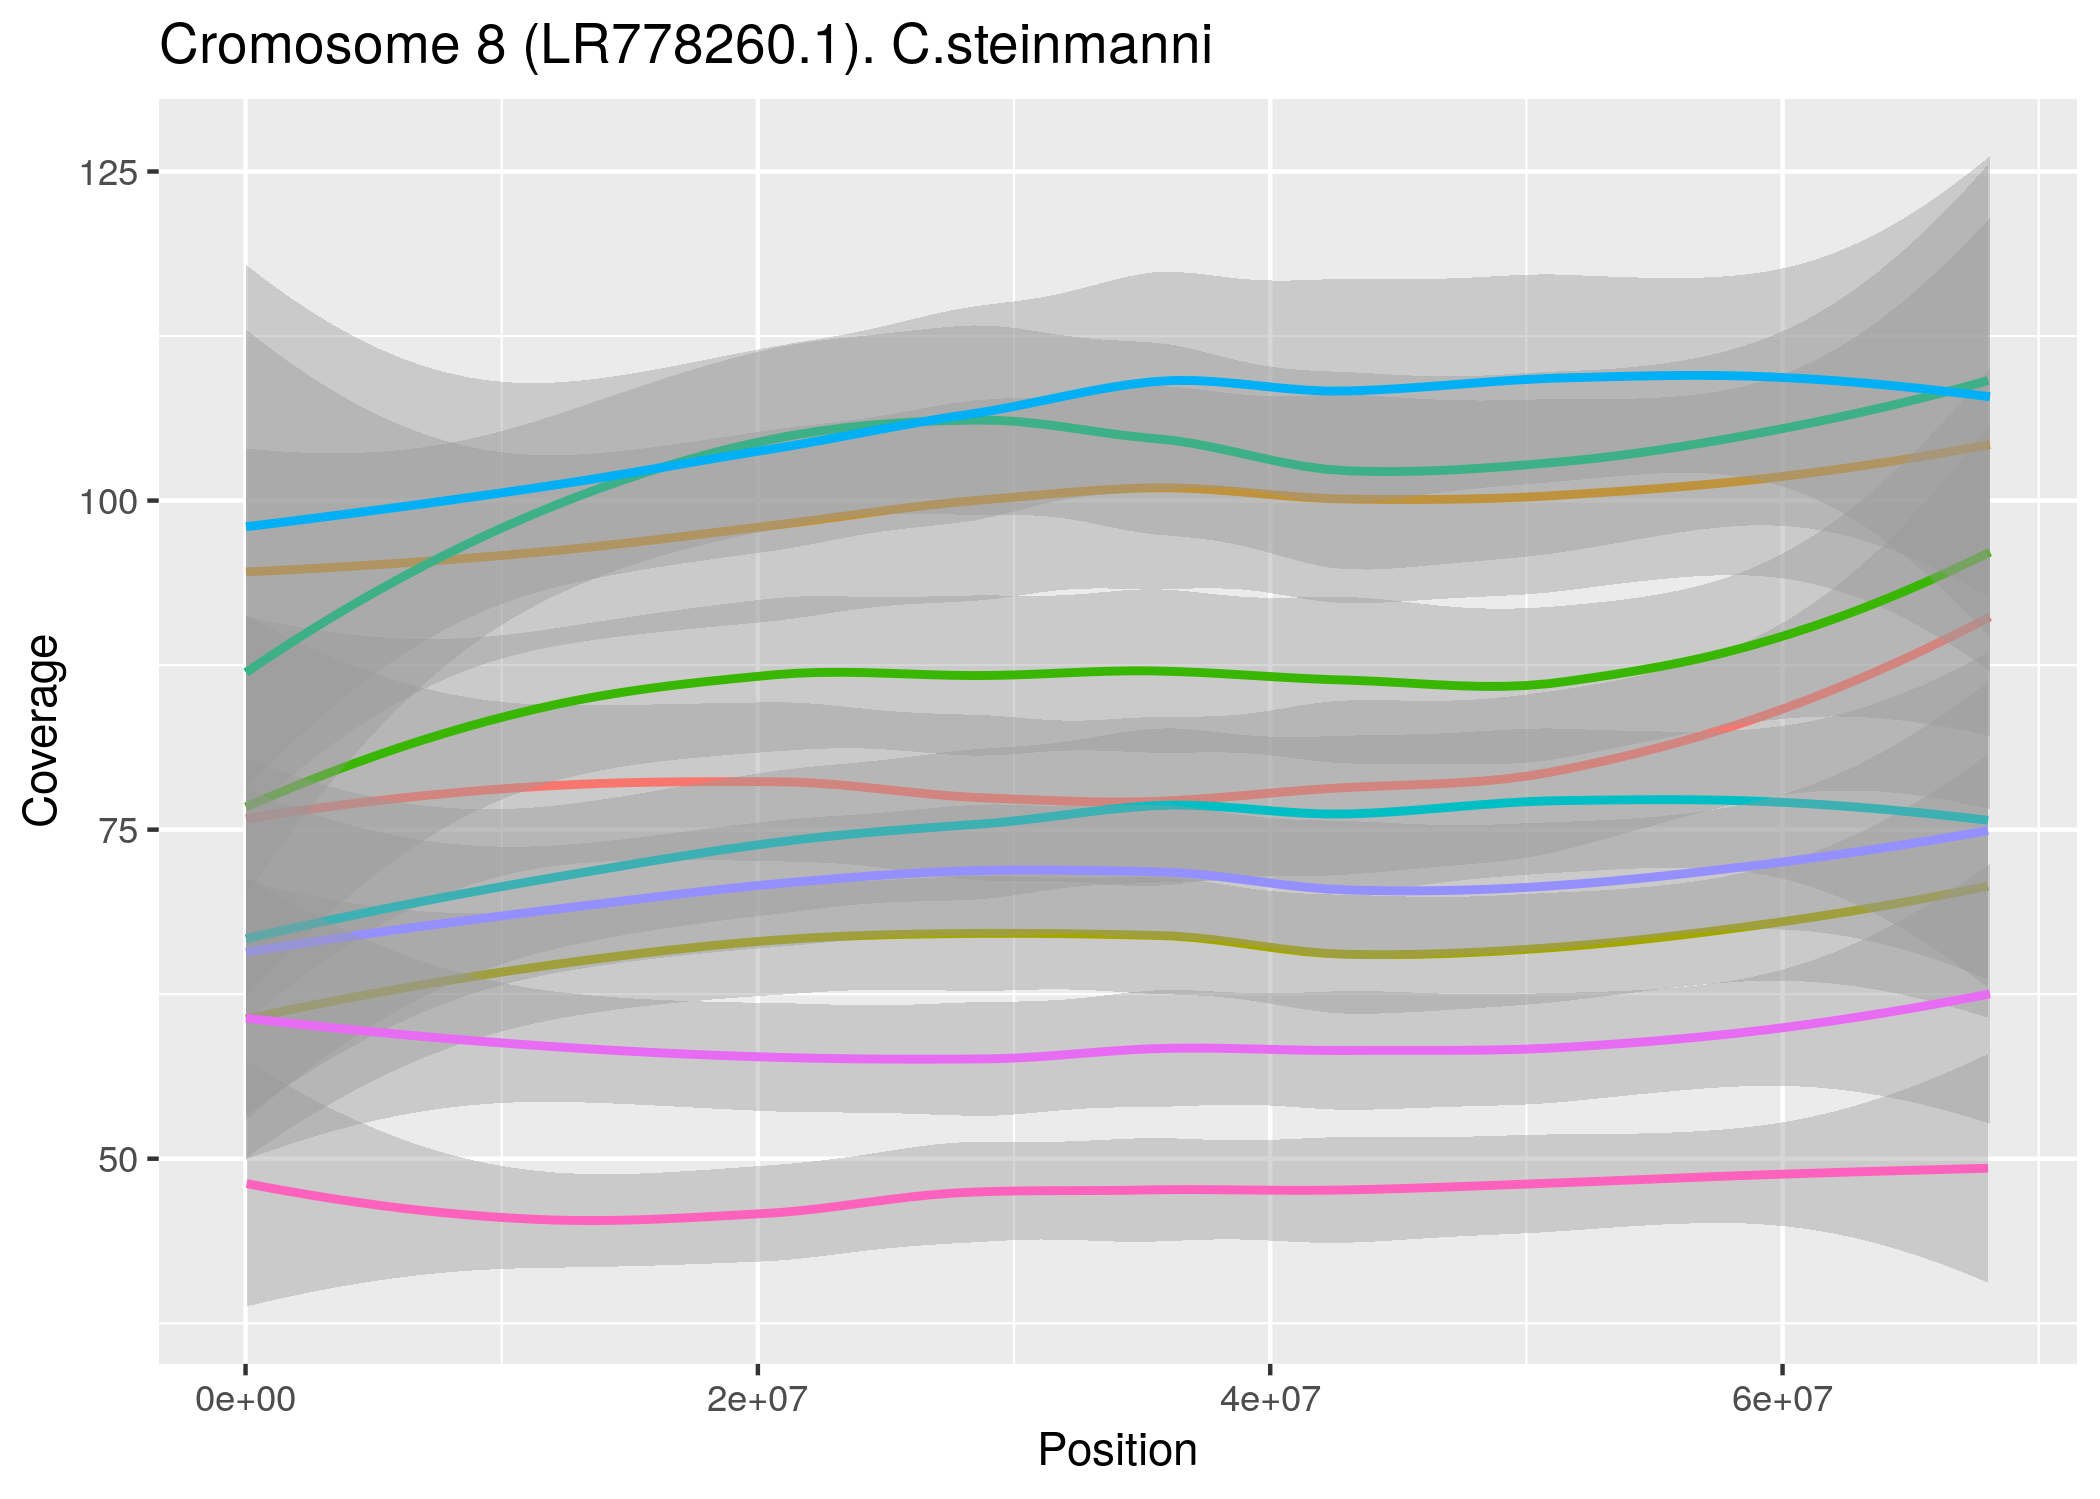 Cromosome 8 (LR778260.1). C.steinmanni
125
100
75
50
Coverage
0e+00 2e+07 4e+07 6e+07
Position